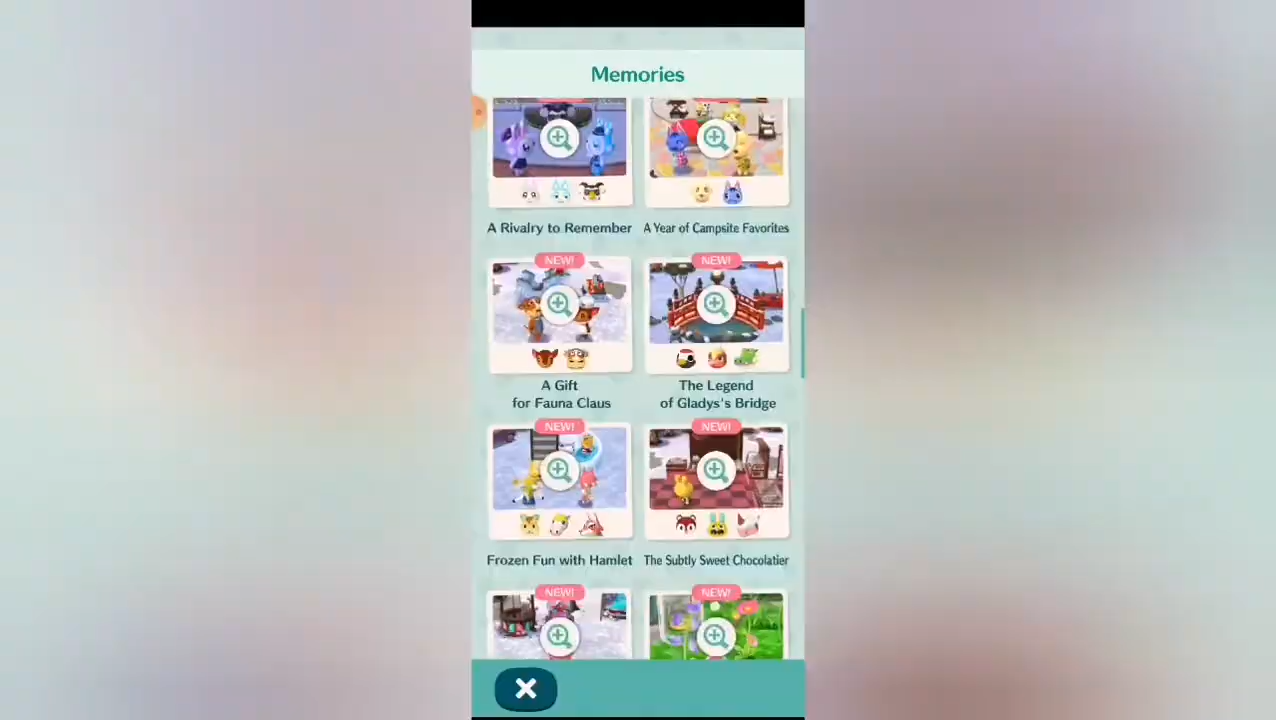 Memories
A Rivalry to Remember
A Year of Campsite Favorites
NEW!
NEW!
A Gift
for Fauna Claus
The Legend
of Gladys's Bridge
NEW!
NEW!
Frozen Fun with Hamlet
The Subtly Sweet Chocolatier
NEW!
NEW!